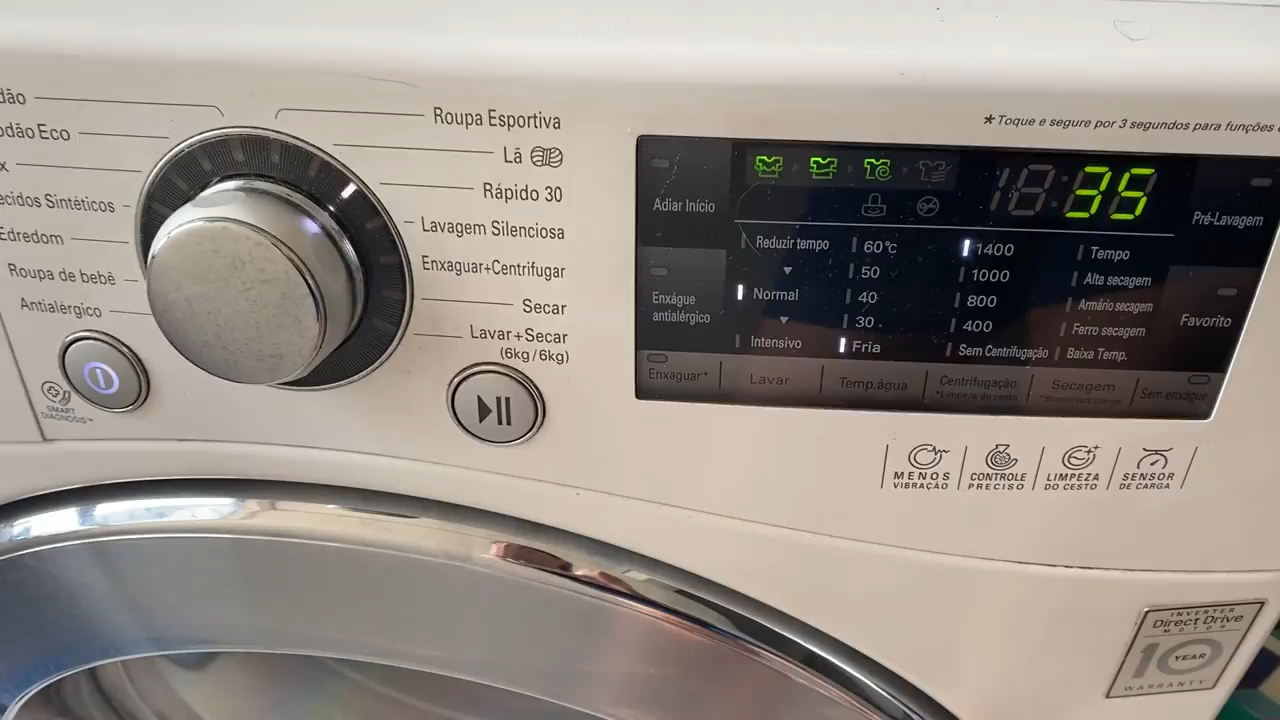 dão
odão Eco
x
ecidos Sintéticos
Edredom
Roupa de bebê
Antialérgico
SMART
DIAGNOSIS™
Roupa Esportiva
Lã
Rápido 30
Lavagem Silenciosa
Enxaguar+Centrifugar
Secar
Lavar+Secar
(6kg/6kg)
*Toque e segure por 3 segundos para funções
Adiar Início
Enxágue
antialérgico
Enxaguar+
35
Reduzir tempo
Normal
Intensivo
Lavar
60°C
50
40
30
Fria
Temp.água
1400
1000
800
400
Sem Centrifugação
Centrifugação
*Limpeza do cesto
Tempo
Alta secagem
Armário secagem
Ferro secagem
Baixa Temp.
Secagem
Pré-Lavagem
Favorito
Sem enxágue
MENOS
VIBRAÇÃO
CONTROLE
PRECISO
LIMPEZA
DO CESTO
SENSOR
DE CARGA
INVERTER
Direct Drive
MOTOR
10 YEAR
WARRANTY